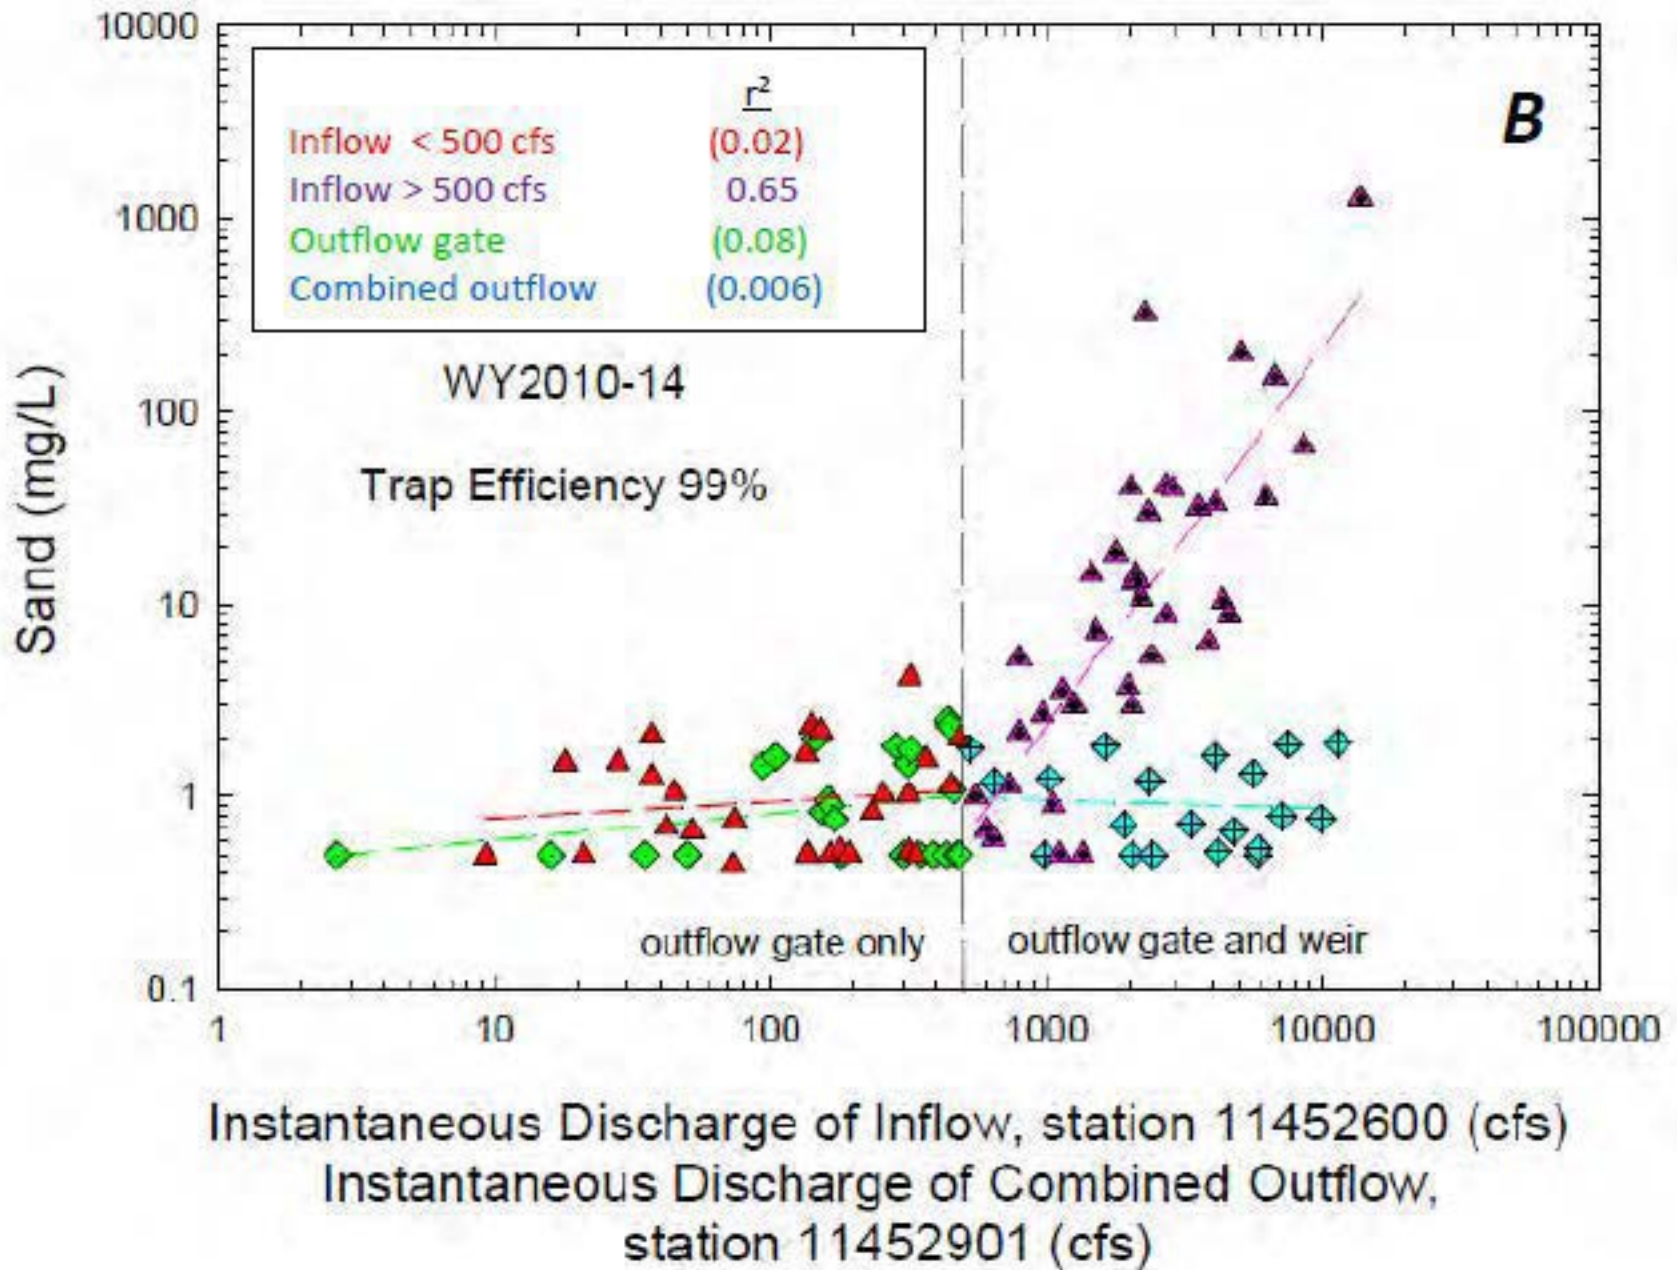 10000
1000
100
10
1
0.1
Sand (mg/L)
r²
Inflow < 500 cfs (0.02)
Inflow > 500 cfs 0.65
Outflow gate (0.08)
Combined outflow (0.006)
B
WY2010-14
Trap Efficiency 99%
outflow gate only
outflow gate and weir
1 10 100 1000 10000 100000
Instantaneous Discharge of Inflow, station 11452600 (cfs)
Instantaneous Discharge of Combined Outflow,
station 11452901 (cfs)